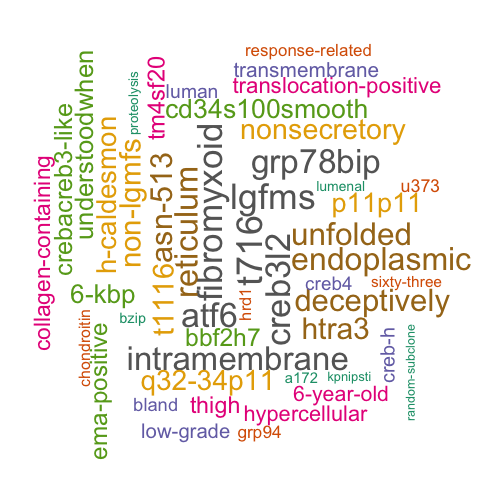 response-related
transmembrane
translocation-positive
tm4sf20
proteolysis
luman
cd34s100smooth
understoodwhen
crebacreb3-like
collagen-containing
h-caldesmon
non-lgmfs
nonsecretory
grp78bip
lgfms
lumenal
u373
p11p11
asn-513
reticulum
fibromyxoid
t716
creb3l2
unfolded
endoplasmic
creb4
sixty-three
deceptively
t1116
6-kbp
atf6
hrd1
htra3
bzip
chondroitin
bbf2h7
creb-h
random-subclone
ema-positive
intramembrane
q32-34p11
a172
kpnipsti
6-year-old
bland
thigh
hypercellular
low-grade
grp94